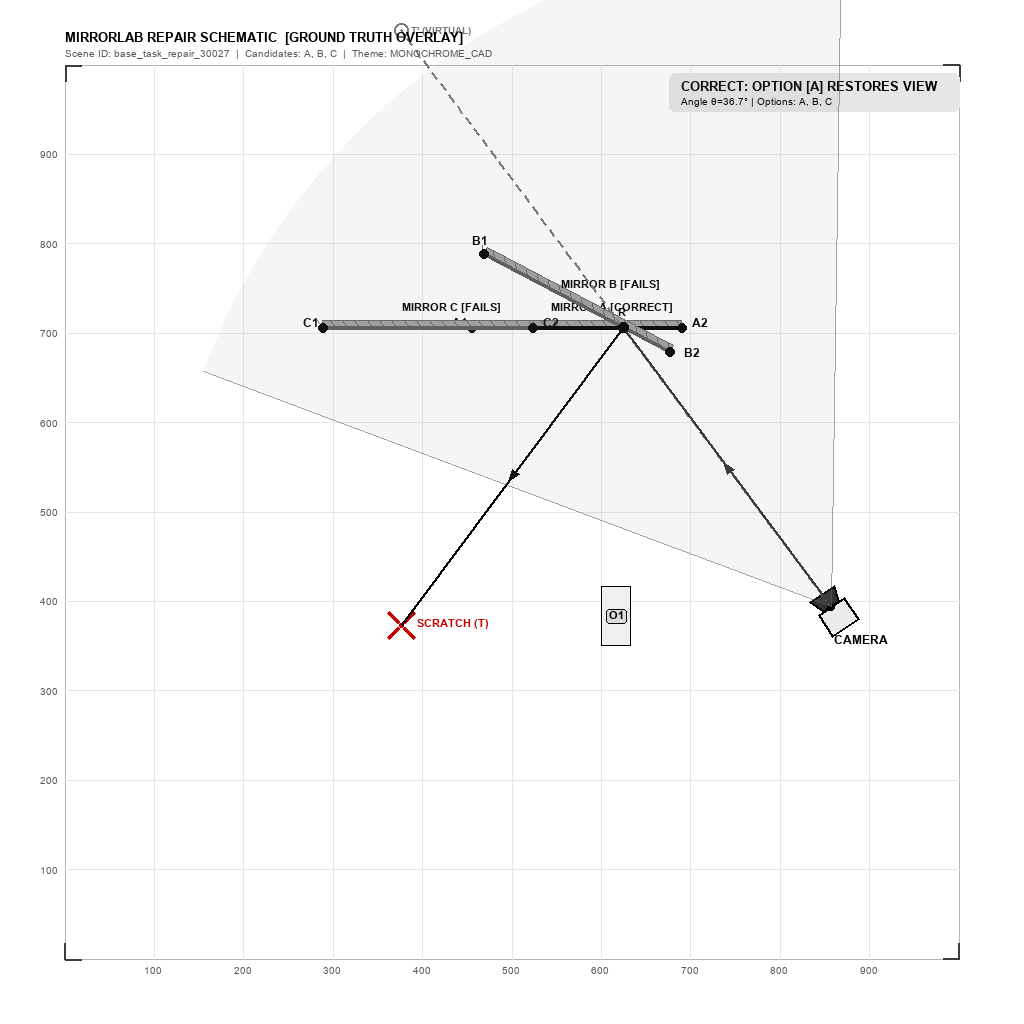 T' (VIRTUAL)
MIRRORLAB REPAIR SCHEMATIC [GROUND TRUTH OVERLAY]
Scene ID: base_task_repair_30027 | Candidates: A, B, C | Theme: MONOCHROME_CAD
CORRECT: OPTION [A] RESTORES VIEW
Angle θ=36.7° | Options: A, B, C
900
800
B1
MIRROR B [FAILS]
MIRROR C [FAILS]
[CORRECT]
C1
C2
R
A2
700
B2
600
500
400
O1
SCRATCH (T)
CAMERA
300
200
100
100 200 300 400 500 600 700 800 900